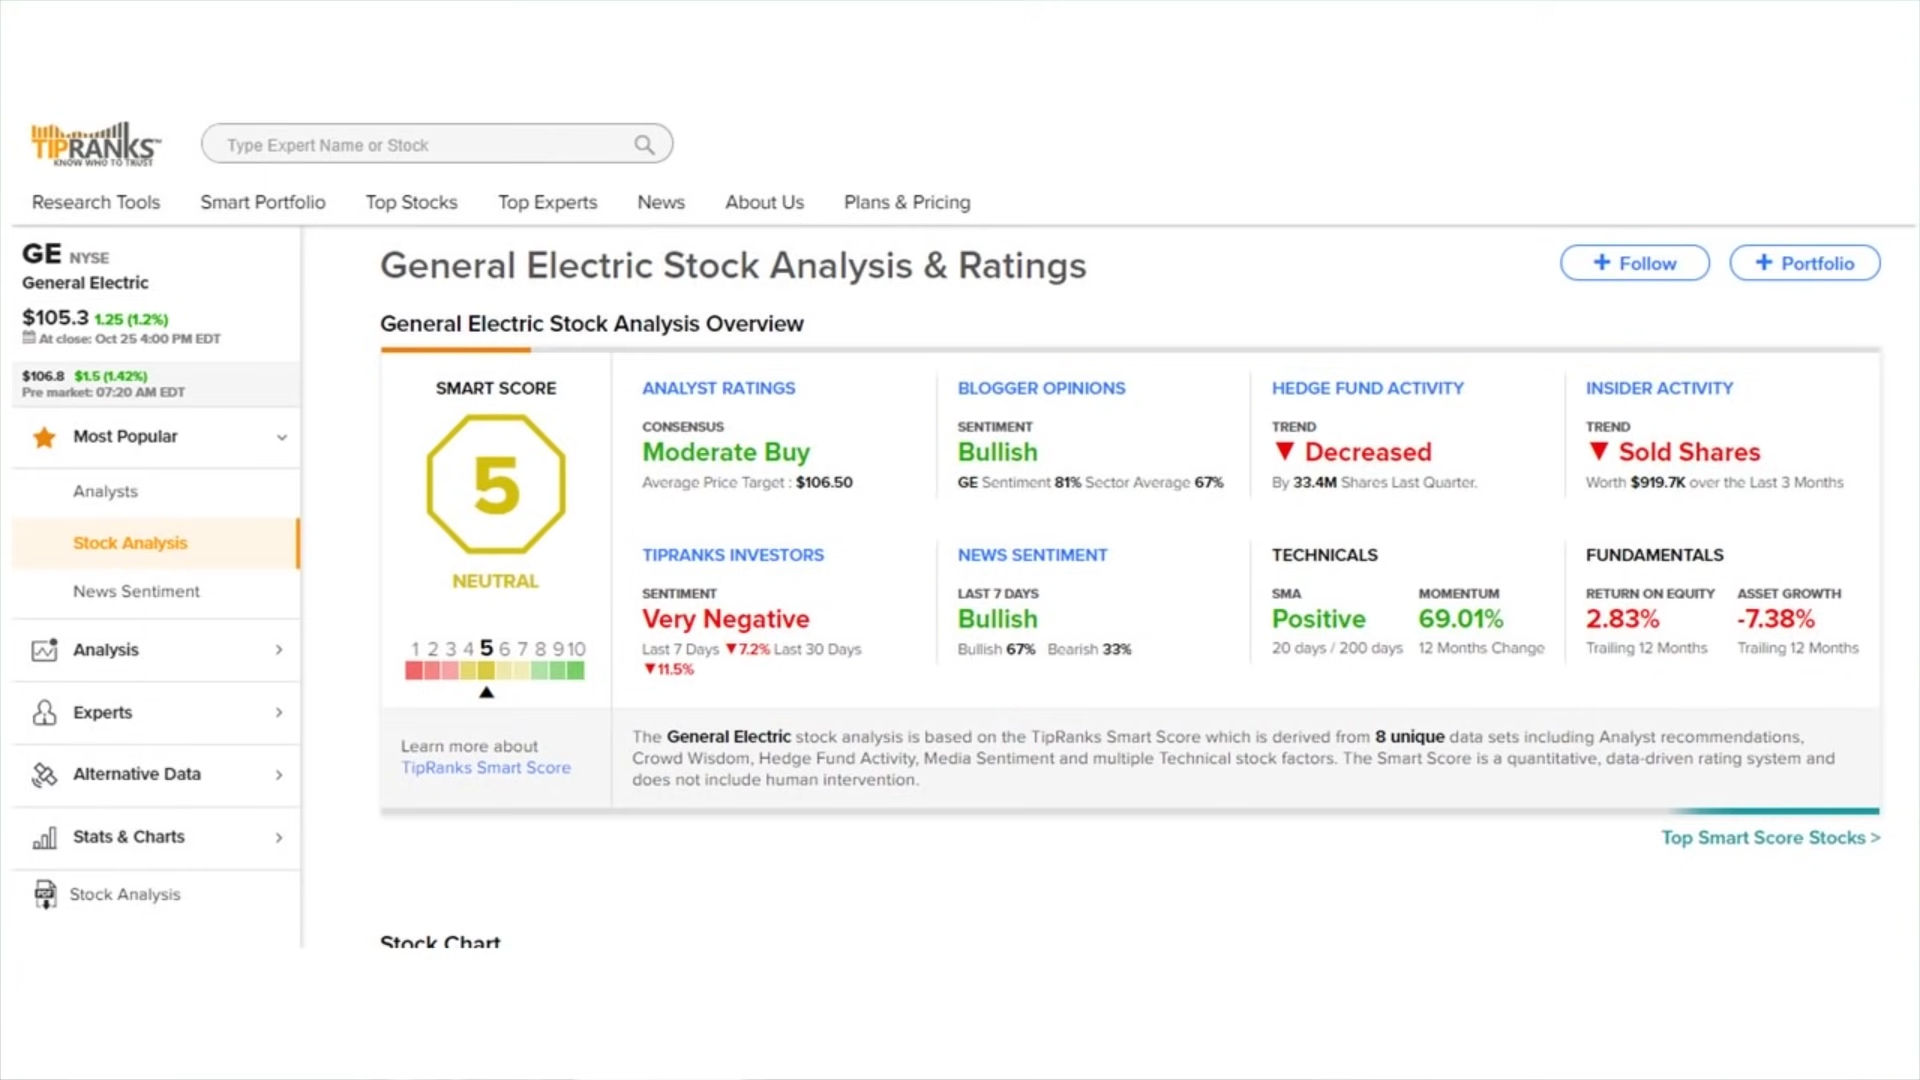 TIPRANKS™
KNOW WHO TO TRUST
Type Expert Name or Stock
Research Tools
Smart Portfolio
Top Stocks
Top Experts
News
About Us
Plans & Pricing
GE NYSE
General Electric
$105.3 1.25 (1.2%)
At close: Oct 25 4:00 PM EDT
$106.8 $1.5 (1.42%)
Pre market: 07:20 AM EDT
Most Popular
Analysts
Stock Analysis
News Sentiment
Analysis
Experts
Alternative Data
Stats & Charts
PDF
Stock Analysis
General Electric Stock Analysis & Ratings
+ Follow
+ Portfolio
General Electric Stock Analysis Overview
SMART SCORE
5
NEUTRAL
1 2 3 4 5 6 7 8 9 10
Learn more about
TipRanks Smart Score
ANALYST RATINGS
CONSENSUS
Moderate Buy
Average Price Target : $106.50
BLOGGER OPINIONS
SENTIMENT
Bullish
GE Sentiment 81% Sector Average 67%
HEDGE FUND ACTIVITY
TREND
▼ Decreased
By 33.4M Shares Last Quarter.
INSIDER ACTIVITY
TREND
▼ Sold Shares
Worth $919.7K over the Last 3 Months
TIPRANKS INVESTORS
SENTIMENT
Very Negative
Last 7 Days ▼7.2% Last 30 Days
▼11.5%
NEWS SENTIMENT
LAST 7 DAYS
Bullish
Bullish 67% Bearish 33%
TECHNICALS
SMA
Positive
20 days / 200 days
MOMENTUM
69.01%
12 Months Change
FUNDAMENTALS
RETURN ON EQUITY
2.83%
Trailing 12 Months
ASSET GROWTH
-7.38%
Trailing 12 Months
The General Electric stock analysis is based on the TipRanks Smart Score which is derived from 8 unique data sets including Analyst recommendations,
Crowd Wisdom, Hedge Fund Activity, Media Sentiment and multiple Technical stock factors. The Smart Score is a quantitative, data-driven rating system and
does not include human intervention.
Top Smart Score Stocks >
Stock Chart